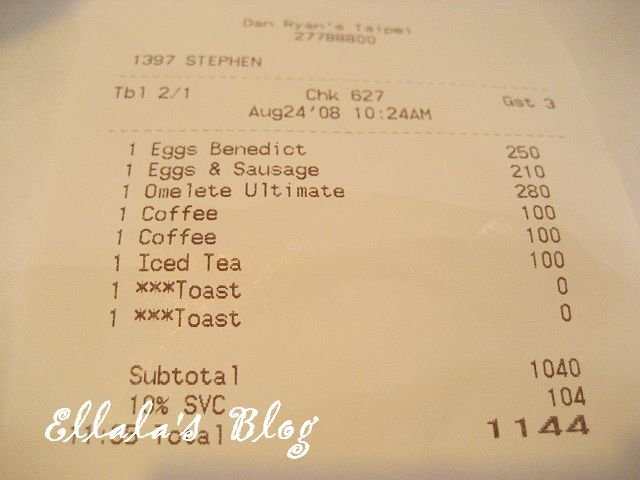 Dan Ryan's Taipei
27788800
1397 STEPHEN
Tbl 2/1 Chk 627 Gst 3
Aug24'08 10:24AM
1 Eggs Benedict 250
1 Eggs & Sausage 210
1 Omelete Ultimate 280
1 Coffee 100
1 Coffee 100
1 Iced Tea 100
1 ***Toast 0
1 ***Toast 0
Subtotal 1040
10% SVC 104
Total 1144
Ellala's Blog